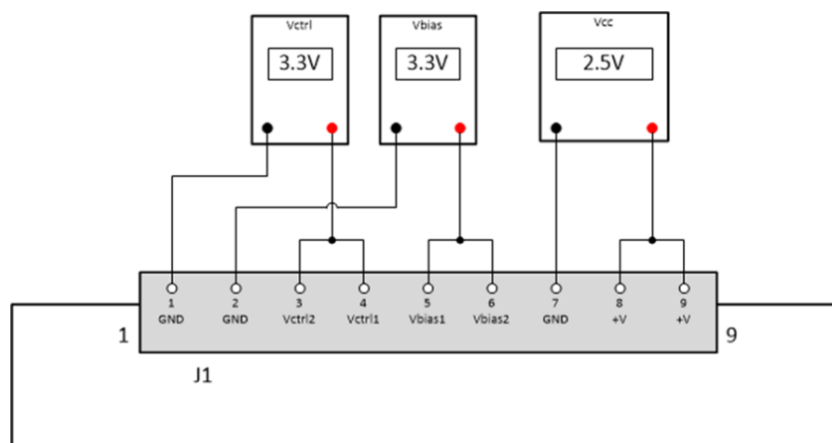 Vctrl
Vbias
Vcc
3.3V
3.3V
2.5V
1 2 3 4 5 6 7 8 9
GND GND Vctrl2 Vctrl1 Vbias1 Vbias2 GND +V +V
1
9
J1